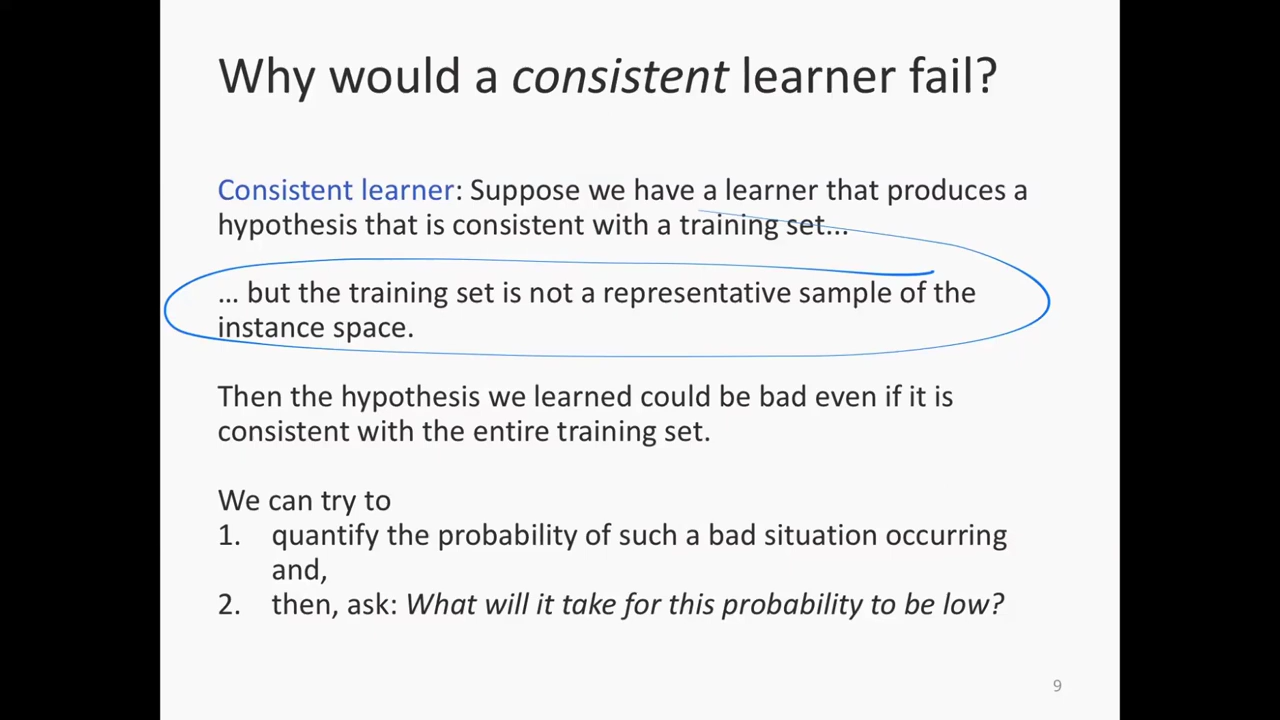 Why would a consistent learner fail?
Consistent learner: Suppose we have a learner that produces a
hypothesis that is consistent with a training set...
... but the training set is not a representative sample of the
instance space.
Then the hypothesis we learned could be bad even if it is
consistent with the entire training set.
We can try to
1. quantify the probability of such a bad situation occurring
and,
2. then, ask: What will it take for this probability to be low?
9